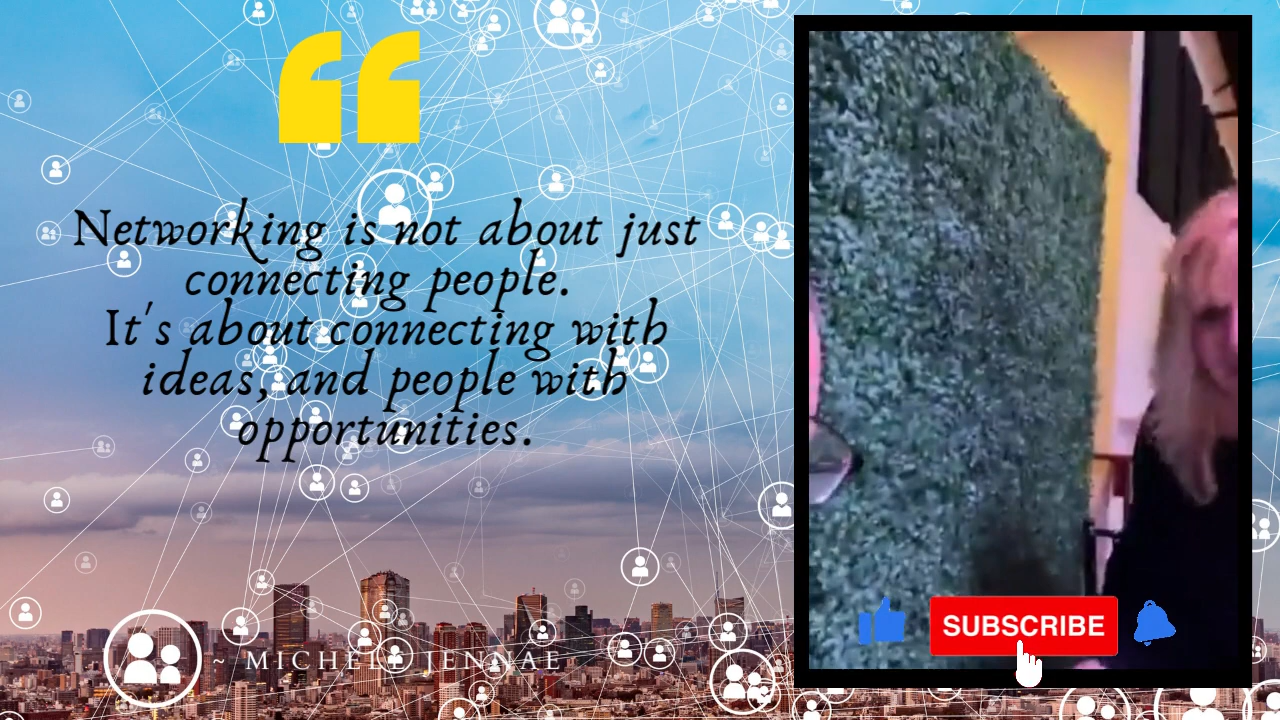 Networking is not about just
connecting people.
It's about connecting with
ideas, and people with
opportunities.
~ MICHELE JENNAE
SUBSCRIBE